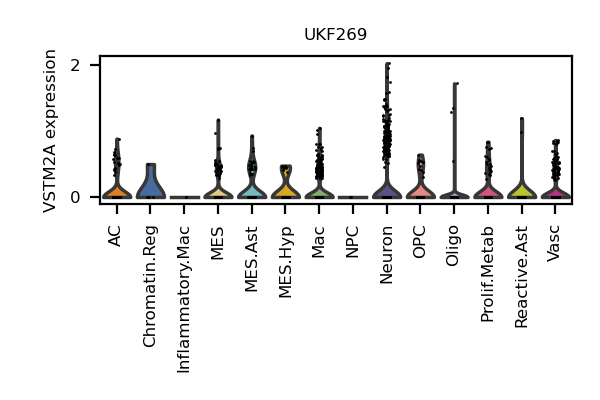 UKF269
VSTM2A expression
2
0
AC
Chromatin.Reg
Inflammatory.Mac
MES
MES.Ast
MES.Hyp
Mac
NPC
Neuron
OPC
Oligo
Prolif.Metab
Reactive.Ast
Vasc